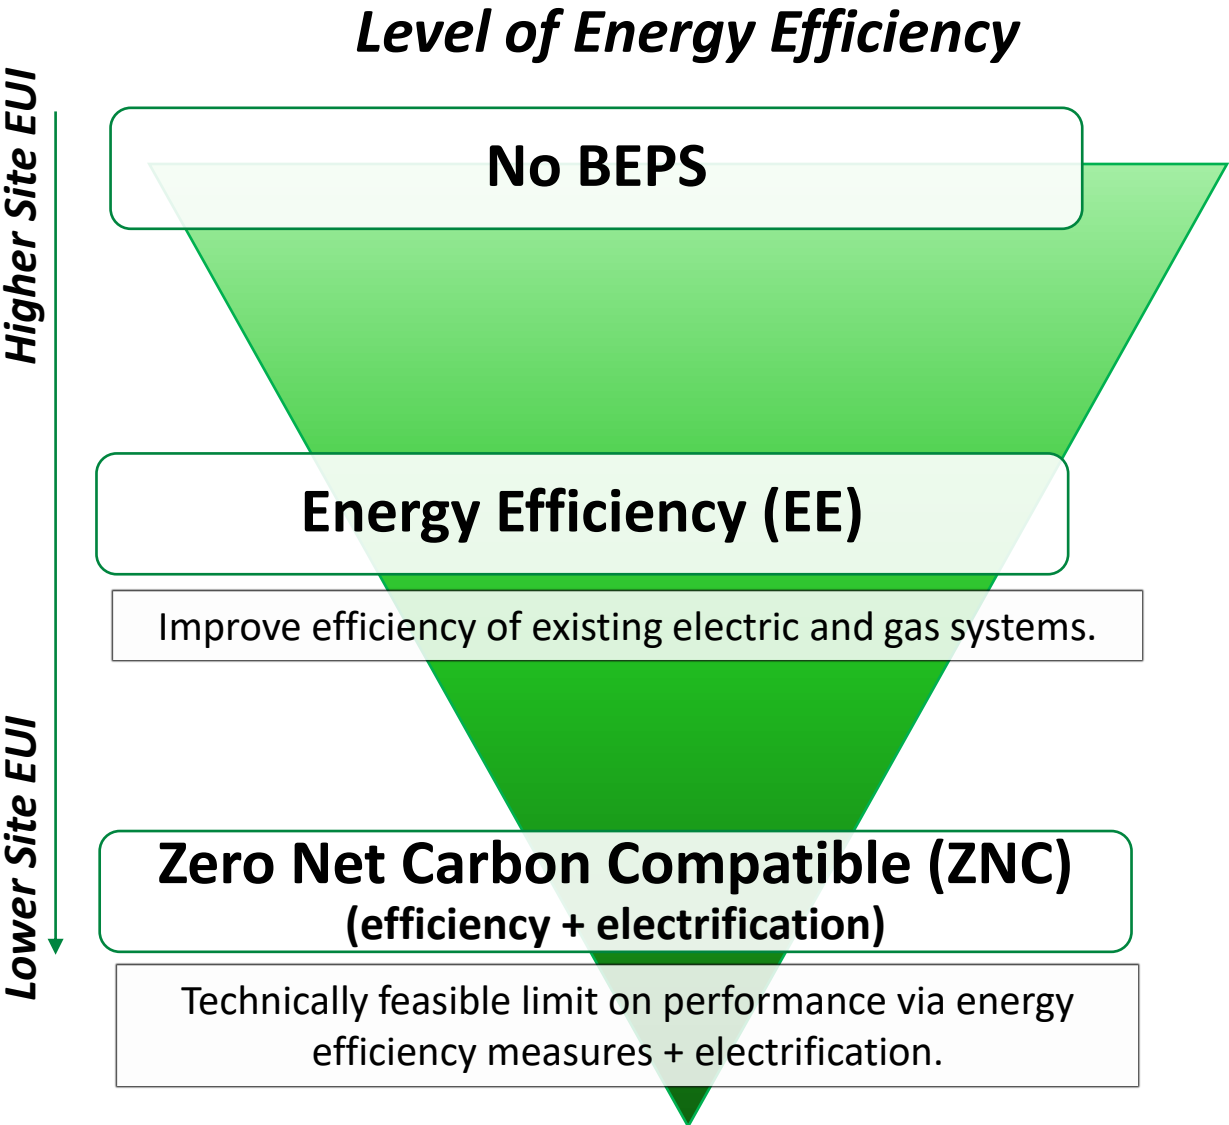 Level of Energy Efficiency
Higher Site EUI
No BEPS
Energy Efficiency (EE)
Improve efficiency of existing electric and gas systems.
Lower Site EUI
Zero Net Carbon Compatible (ZNC)
(efficiency + electrification)
Technically feasible limit on performance via energy
efficiency measures + electrification.